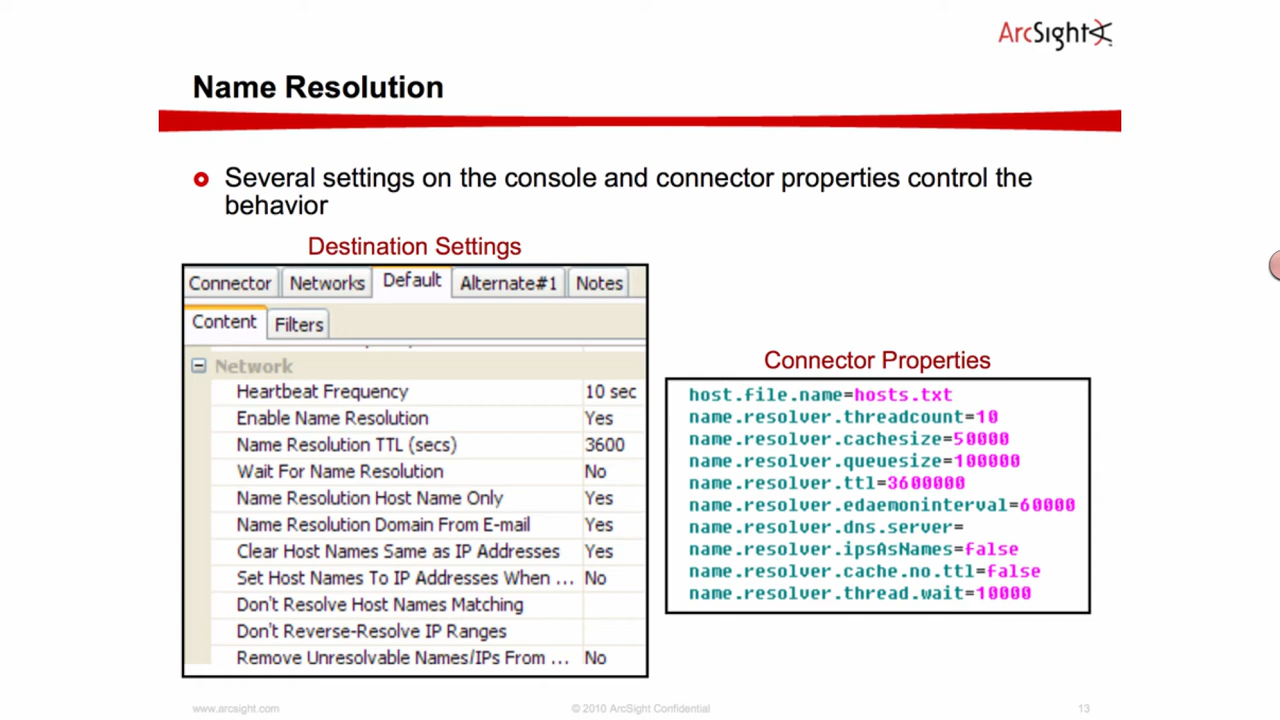 ArcSight
Name Resolution
Several settings on the console and connector properties control the
behavior
Destination Settings
Connector Networks Default Alternate#1 Notes
Content Filters
Network
Heartbeat Frequency 10 sec
Enable Name Resolution Yes
Name Resolution TTL (secs) 3600
Wait For Name Resolution No
Name Resolution Host Name Only Yes
Name Resolution Domain From E-mail Yes
Clear Host Names Same as IP Addresses Yes
Set Host Names To IP Addresses When ... No
Don't Resolve Host Names Matching
Don't Reverse-Resolve IP Ranges
Remove Unresolvable Names/IPs From ... No
Connector Properties
host.file.name=hosts.txt
name.resolver.threadcount=10
name.resolver.cachesize=50000
name.resolver.queuesize=100000
name.resolver.ttl=3600000
name.resolver.edaemoninterval=60000
name.resolver.dns.server=
name.resolver.ipsAsNames=false
name.resolver.cache.no.ttl=false
name.resolver.thread.wait=10000
www.arcsight.com © 2010 ArcSight Confidential 13